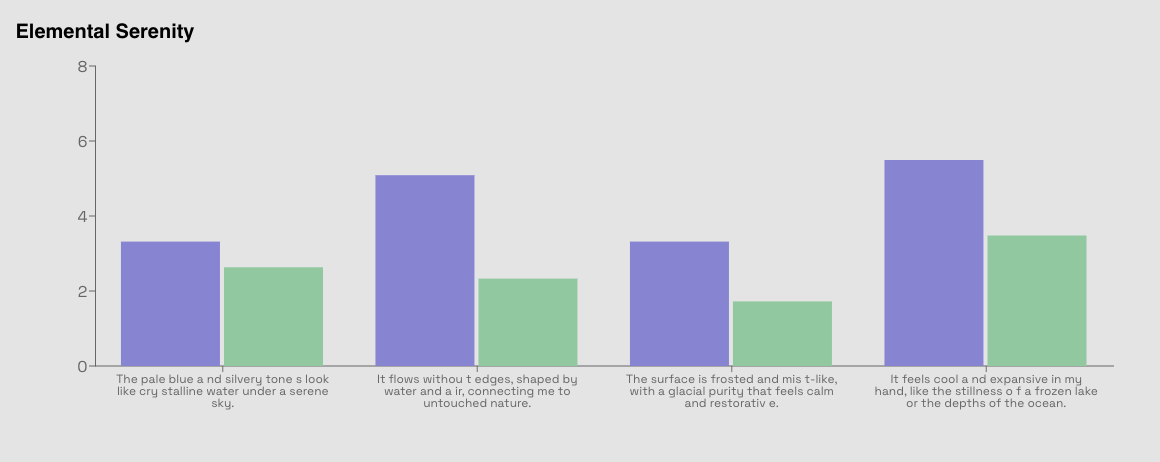 Elemental Serenity
8
6
4
2
0
The pale blue a nd silvery tone s look
like cry stalline water under a serene
sky.
It flows withou t edges, shaped by
water and a ir, connecting me to
untouched nature.
The surface is frosted and mis t-like,
with a glacial purity that feels calm
and restorativ e.
It feels cool a nd expansive in my
hand, like the stillness o f a frozen lake
or the depths of the ocean.